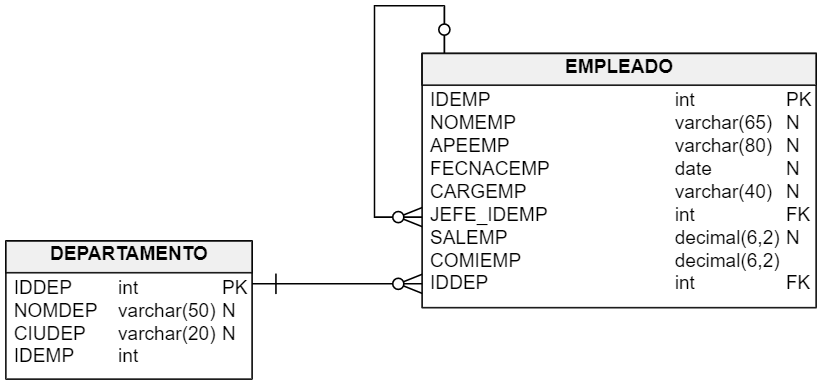 EMPLEADO
IDEMP int PK
NOMEMP varchar(65) N
APEEMP varchar(80) N
FECNACEMP date N
CARGEMP varchar(40) N
JEFE_IDEMP int FK
SALEMP decimal(6,2) N
COMIEMP decimal(6,2)
IDDEP int FK
DEPARTAMENTO
IDDEP int PK
NOMDEP varchar(50) N
CIUDEP varchar(20) N
IDEMP int